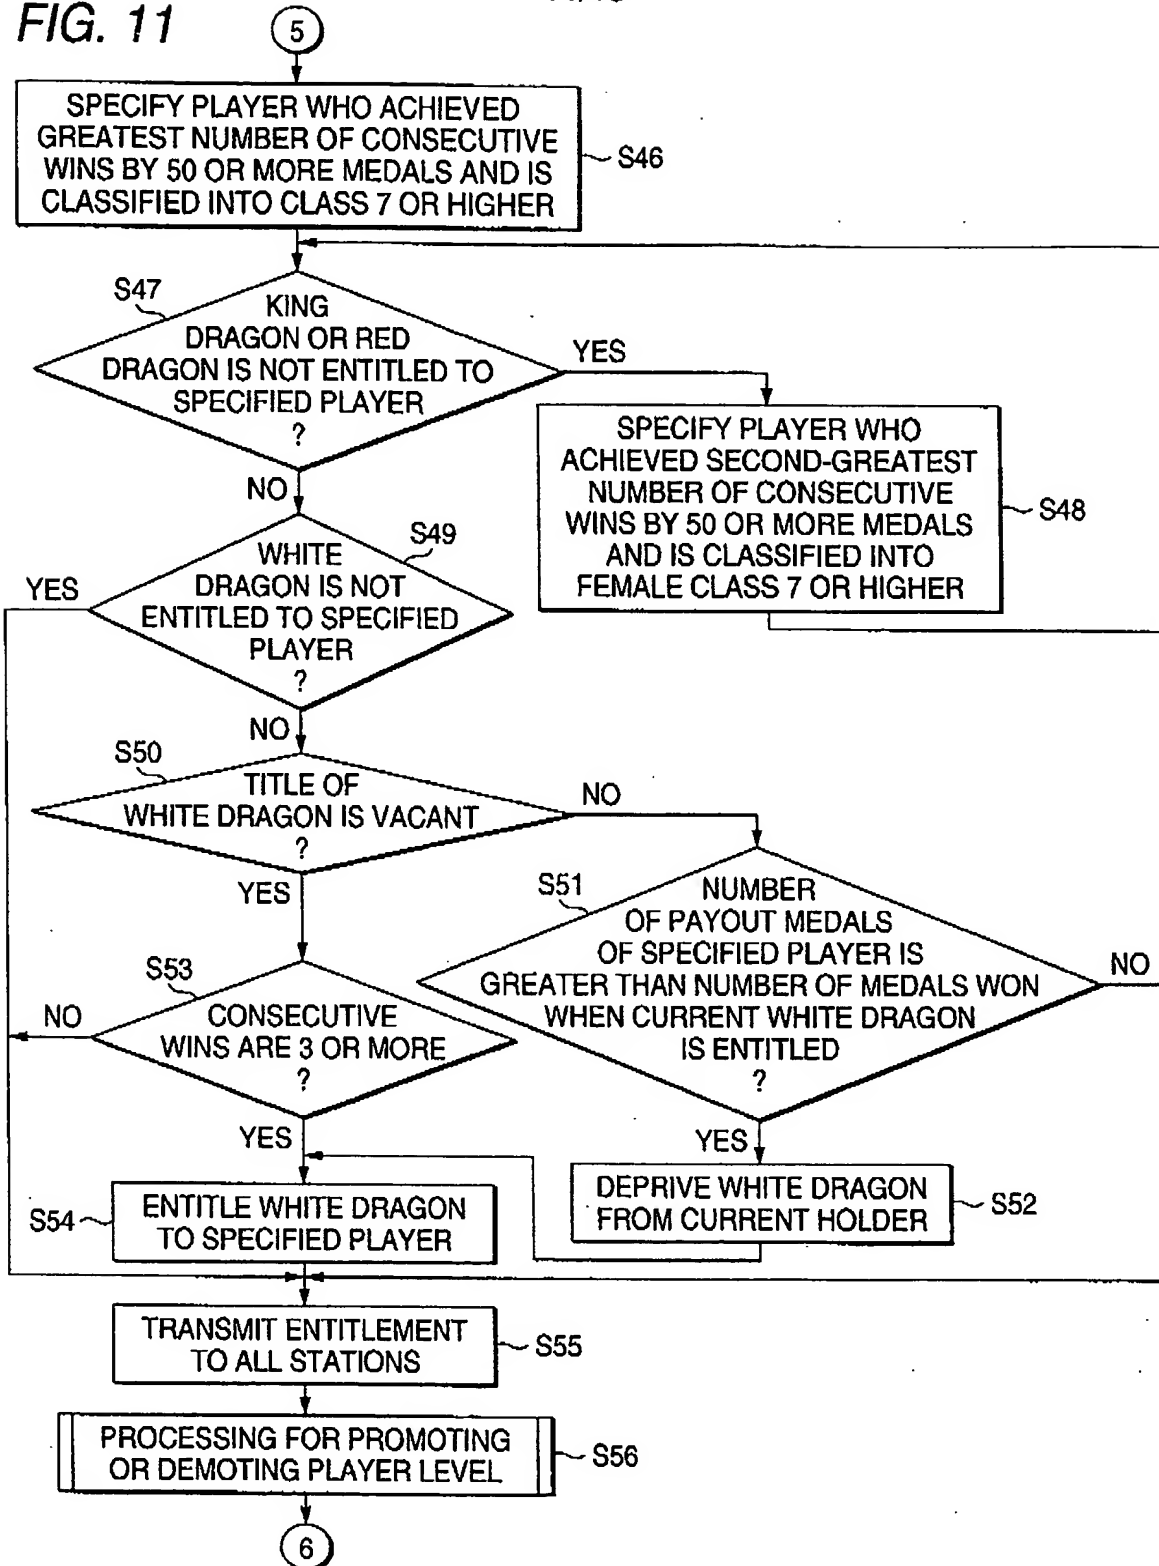 FIG. 11
5
SPECIFY PLAYER WHO ACHIEVED
GREATEST NUMBER OF CONSECUTIVE
WINS BY 50 OR MORE MEDALS AND IS
CLASSIFIED INTO CLASS 7 OR HIGHER
S46
S47
KING
DRAGON OR RED
DRAGON IS NOT ENTITLED TO
SPECIFIED PLAYER
?
YES
NO
SPECIFY PLAYER WHO
ACHIEVED SECOND-GREATEST
NUMBER OF CONSECUTIVE
WINS BY 50 OR MORE MEDALS
AND IS CLASSIFIED INTO
FEMALE CLASS 7 OR HIGHER
S48
S49
WHITE
DRAGON IS NOT
ENTITLED TO SPECIFIED
PLAYER
?
YES
NO
S50
TITLE OF
WHITE DRAGON IS VACANT
?
NO
YES
S51
NUMBER
OF PAYOUT MEDALS
OF SPECIFIED PLAYER IS
GREATER THAN NUMBER OF MEDALS WON
WHEN CURRENT WHITE DRAGON
IS ENTITLED
?
NO
YES
S53
CONSECUTIVE
WINS ARE 3 OR MORE
?
NO
YES
DEPRIVE WHITE DRAGON
FROM CURRENT HOLDER
S52
S54
ENTITLE WHITE DRAGON
TO SPECIFIED PLAYER
TRANSMIT ENTITLEMENT
TO ALL STATIONS
S55
PROCESSING FOR PROMOTING
OR DEMOTING PLAYER LEVEL
S56
6